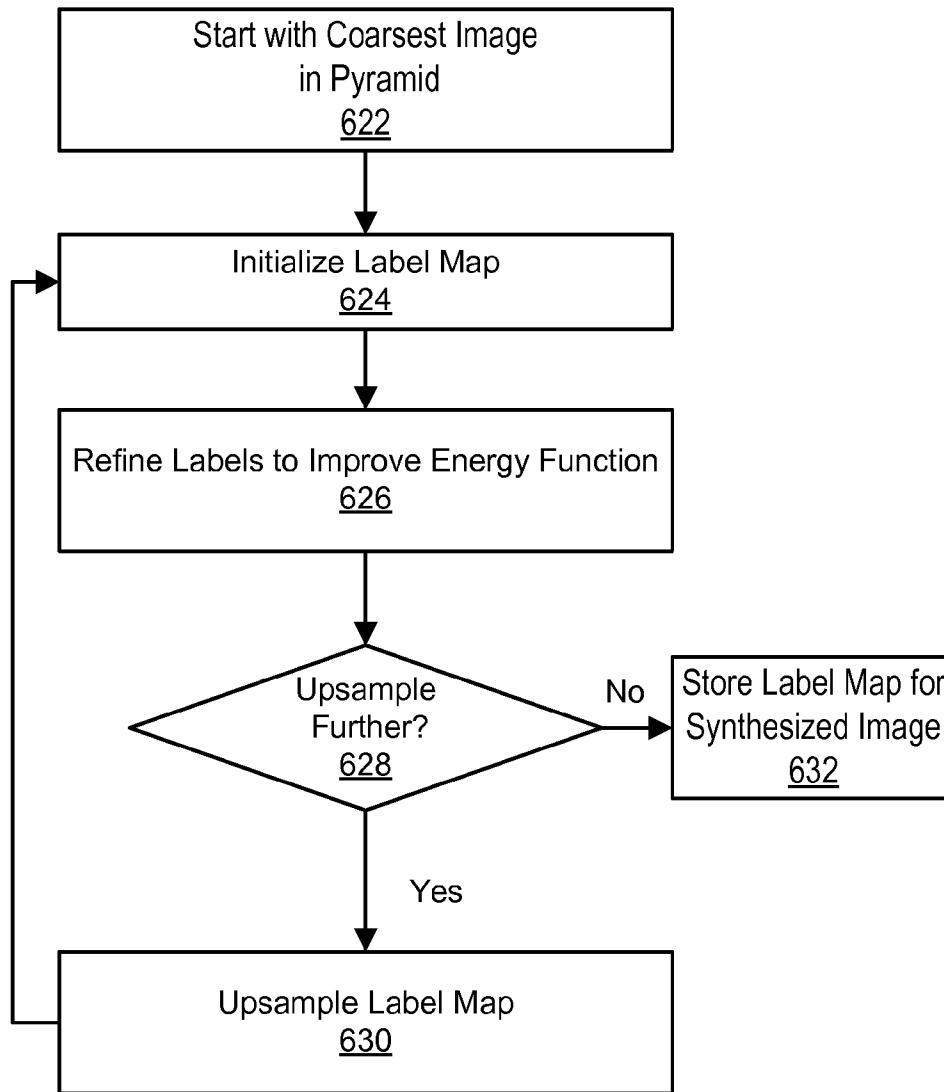 Start with Coarsest Image
in Pyramid
622
Initialize Label Map
624
Refine Labels to Improve Energy Function
626
Upsample
Further?
628
No
Store Label Map for
Synthesized Image
632
Yes
Upsample Label Map
630